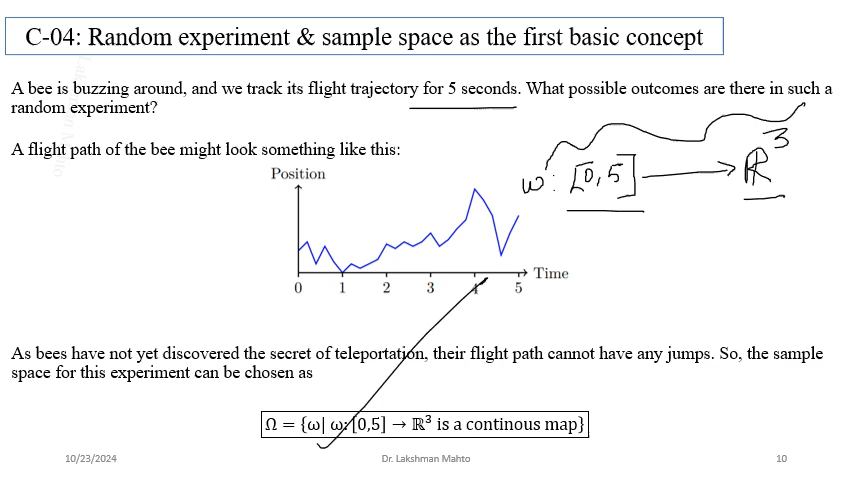 C-04: Random experiment & sample space as the first basic concept
A bee is buzzing around, and we track its flight trajectory for 5 seconds. What possible outcomes are there in such a
random experiment?
A flight path of the bee might look something like this:
ω: [0,5] → ℝ³
Position
Time
0 1 2 3 4 5
As bees have not yet discovered the secret of teleportation, their flight path cannot have any jumps. So, the sample
space for this experiment can be chosen as
Ω = {ω| ω: [0,5] → ℝ³ is a continous map}
10/23/2024 Dr. Lakshman Mahto 10